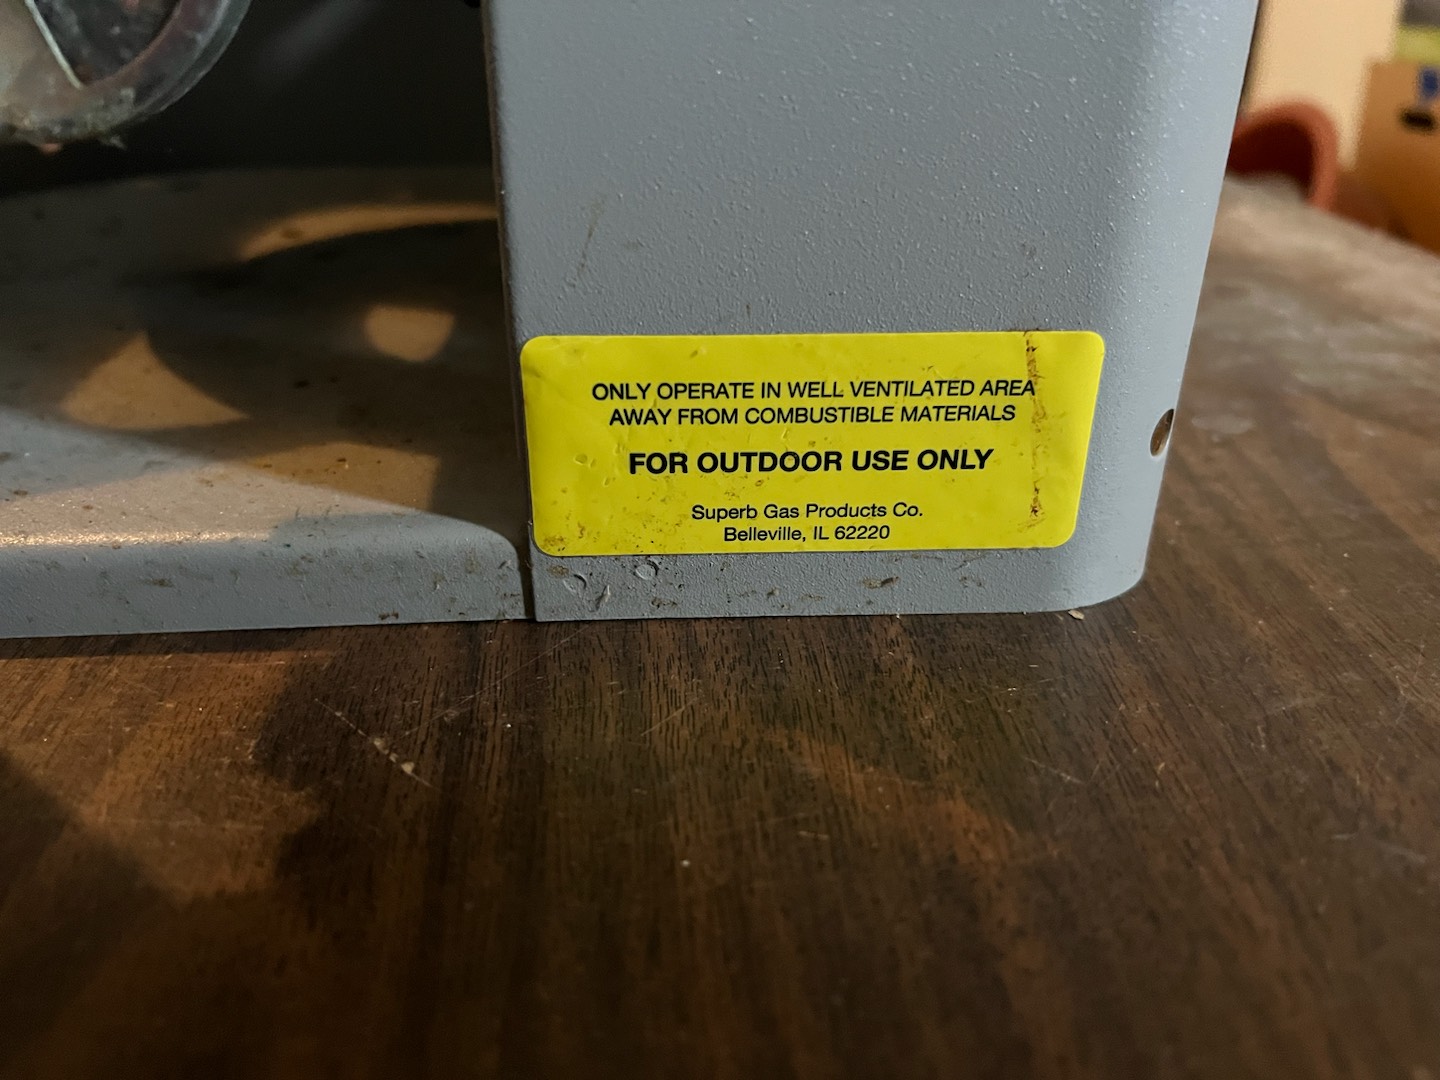 ONLY OPERATE IN WELL VENTILATED AREA
AWAY FROM COMBUSTIBLE MATERIALS
FOR OUTDOOR USE ONLY
Superb Gas Products Co.
Belleville, IL 62220